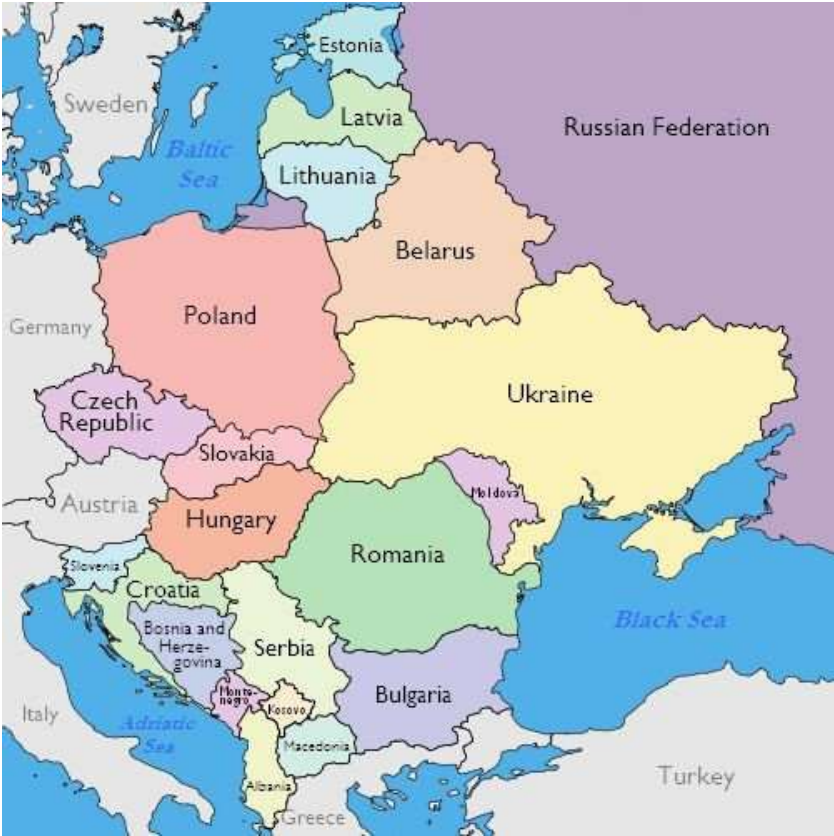 Estonia
Sweden
Latvia
Russian Federation
Baltic
Sea
Lithuania
Belarus
Poland
Germany
Czech
Republic
Ukraine
Slovakia
Moldova
Austria
Hungary
Romania
Slovenia
Croatia
Bosnia and
Herze-
govina
Serbia
Black Sea
Monte-
negro
Kosovo
Bulgaria
Italy
Adriatic
Sea
Macedonia
Albania
Turkey
Greece